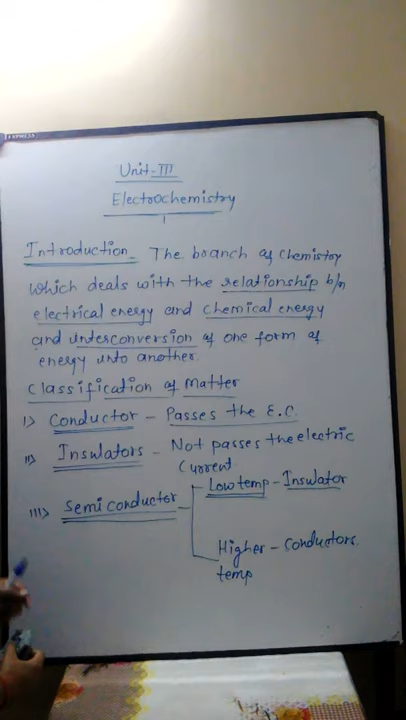 EXPRESS
Unit-III
Electrochemistry
Introduction - The branch of chemistry
which deals with the relationship b/n
electrical energy and chemical energy
and interconversion of one form of
energy into another.
Classification of Matter
I) Conductor - Passes the E.C.
II) Insulators - Not passes the electric
current
III) Semiconductor - Low temp - Insulator
Higher - conductors.
temp